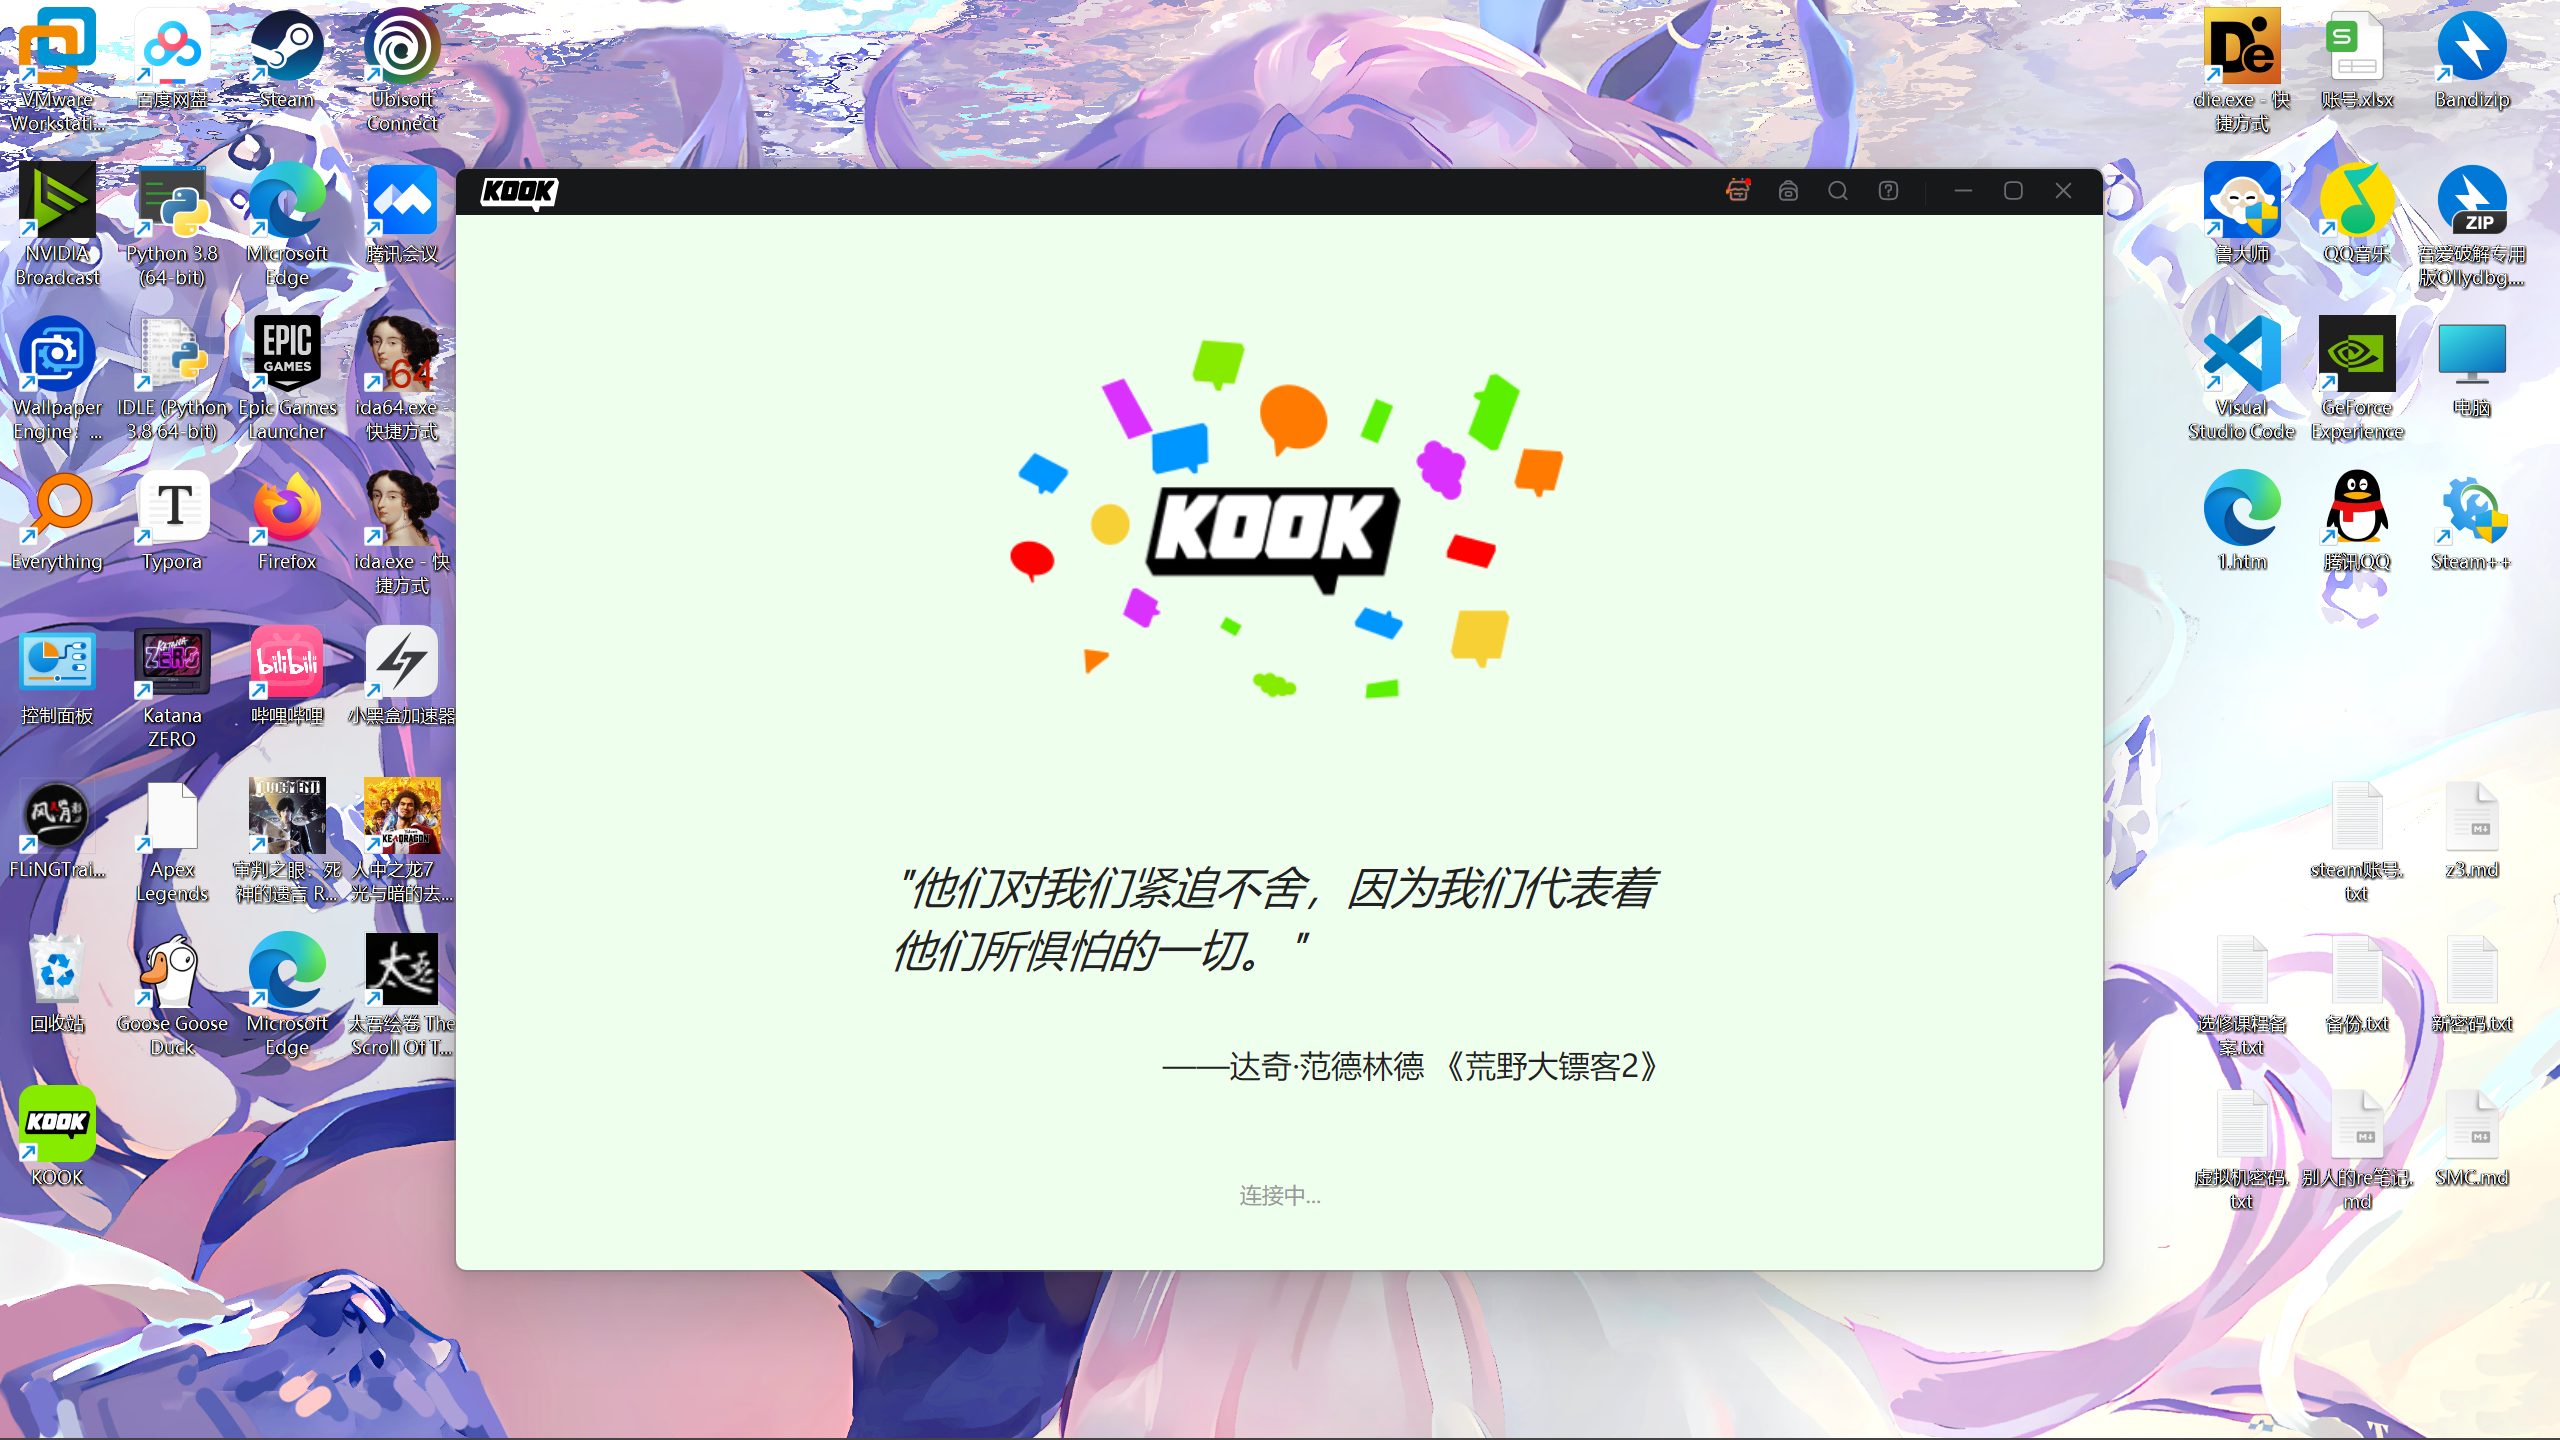 VMware
Workstati...
百度网盘
Steam
Ubisoft
Connect
NVIDIA
Broadcast
Python 3.8
(64-bit)
Microsoft
Edge
腾讯会议
Wallpaper
Engine: ...
IDLE (Python
3.8 64-bit)
EPIC
GAMES
Epic Games
Launcher
64
ida64.exe -
快捷方式
Everything
T
Typora
Firefox
ida.exe - 快
捷方式
控制面板
KATANA
ZERO
Katana
ZERO
bilibili
哔哩哔哩
小黑盒加速器
FLiNGTrai...
Apex
Legends
JUDGMENT
审判之眼：死
神的遗言 R...
人中之龙7
光与暗的去...
回收站
Goose Goose
Duck
Microsoft
Edge
太吾
太吾绘卷 The
Scroll Of T...
KOOK
KOOK
KOOK
KOOK
"他们对我们紧追不舍，因为我们代表着
他们所惧怕的一切。"
——达奇·范德林德 《荒野大镖客2》
连接中...
De
die.exe - 快
捷方式
S
账号.xlsx
Bandizip
鲁大师
QQ音乐
ZIP
吾爱破解专用
版Ollydbg....
Visual
Studio Code
GeForce
Experience
电脑
1.htm
腾讯QQ
Steam++
steam账号.
txt
z3.md
选修课程备
案.txt
备份.txt
新密码.txt
虚拟机密码.
txt
别人的re笔记.
md
SMC.md